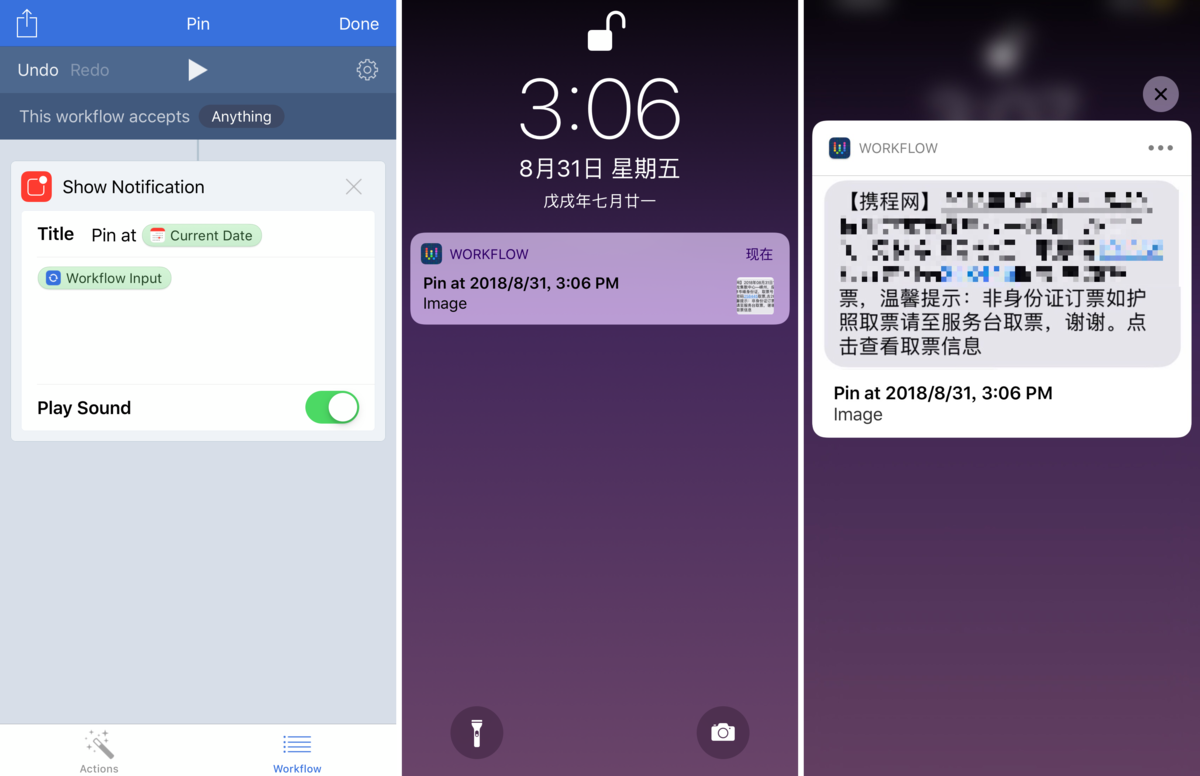 Pin
Done
Undo
Redo
This workflow accepts Anything
Show Notification
Title Pin at Current Date
Workflow Input
Play Sound
Actions
Workflow
3:06
8月31日 星期五
戊戌年七月廿一
WORKFLOW
现在
Pin at 2018/8/31, 3:06 PM
Image
WORKFLOW
【携程网】
票，温馨提示：非身份证订票如护
照取票请至服务台取票，谢谢。点
击查看取票信息
Pin at 2018/8/31, 3:06 PM
Image